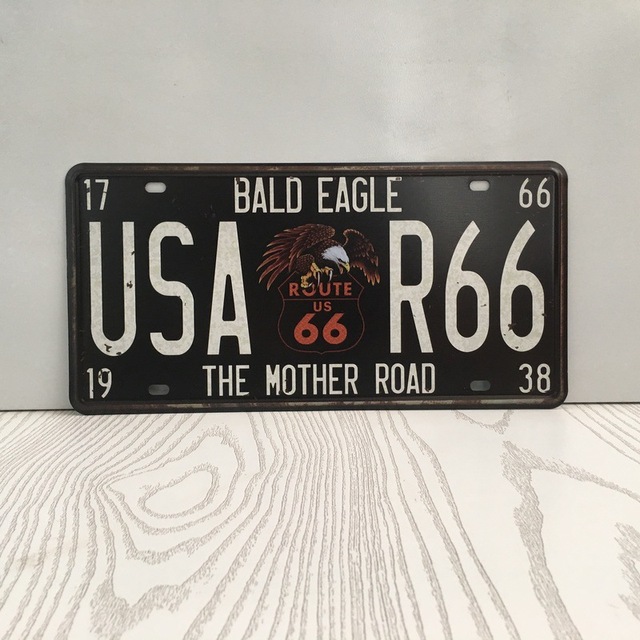 17 BALD EAGLE 66
USA R66
ROUTE
US
66
19 THE MOTHER ROAD 38